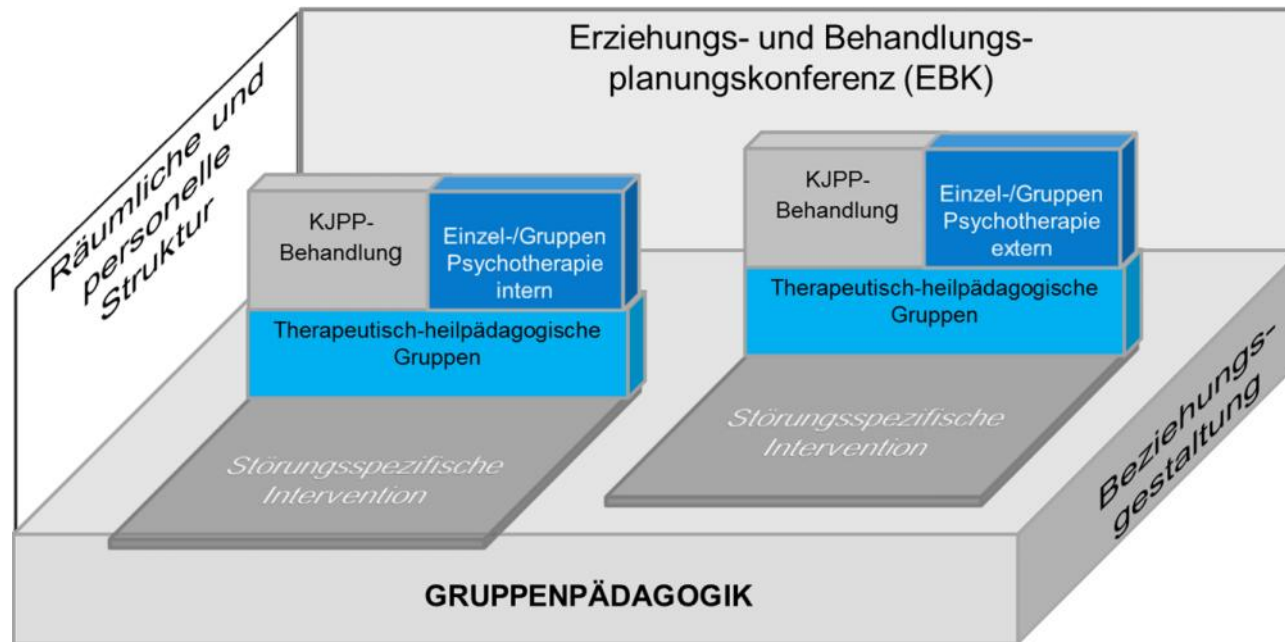 Erziehungs- und Behandlungs-
planungskonferenz (EBK)
Räumliche und
personelle
Struktur
KJPP-
Behandlung
Einzel-/Gruppen
Psychotherapie
intern
Therapeutisch-heilpädagogische
Gruppen
Störungsspezifische
Intervention
KJPP-
Behandlung
Einzel-/Gruppen
Psychotherapie
extern
Therapeutisch-heilpädagogische
Gruppen
Störungsspezifische
Intervention
Beziehungs-
gestaltung
GRUPPENPÄDAGOGIK